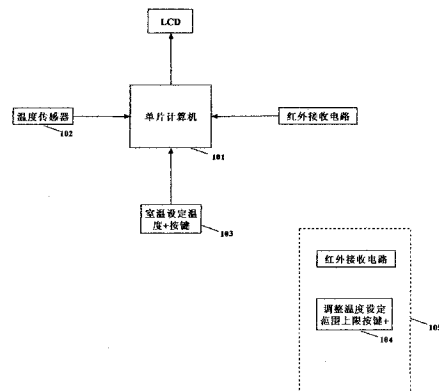 LCD
温度传感器
102
单片计算机
101
红外接收电路
室温设定温
度+按键
103
红外接收电路
调整温度设定
范围上限按键+
104
105